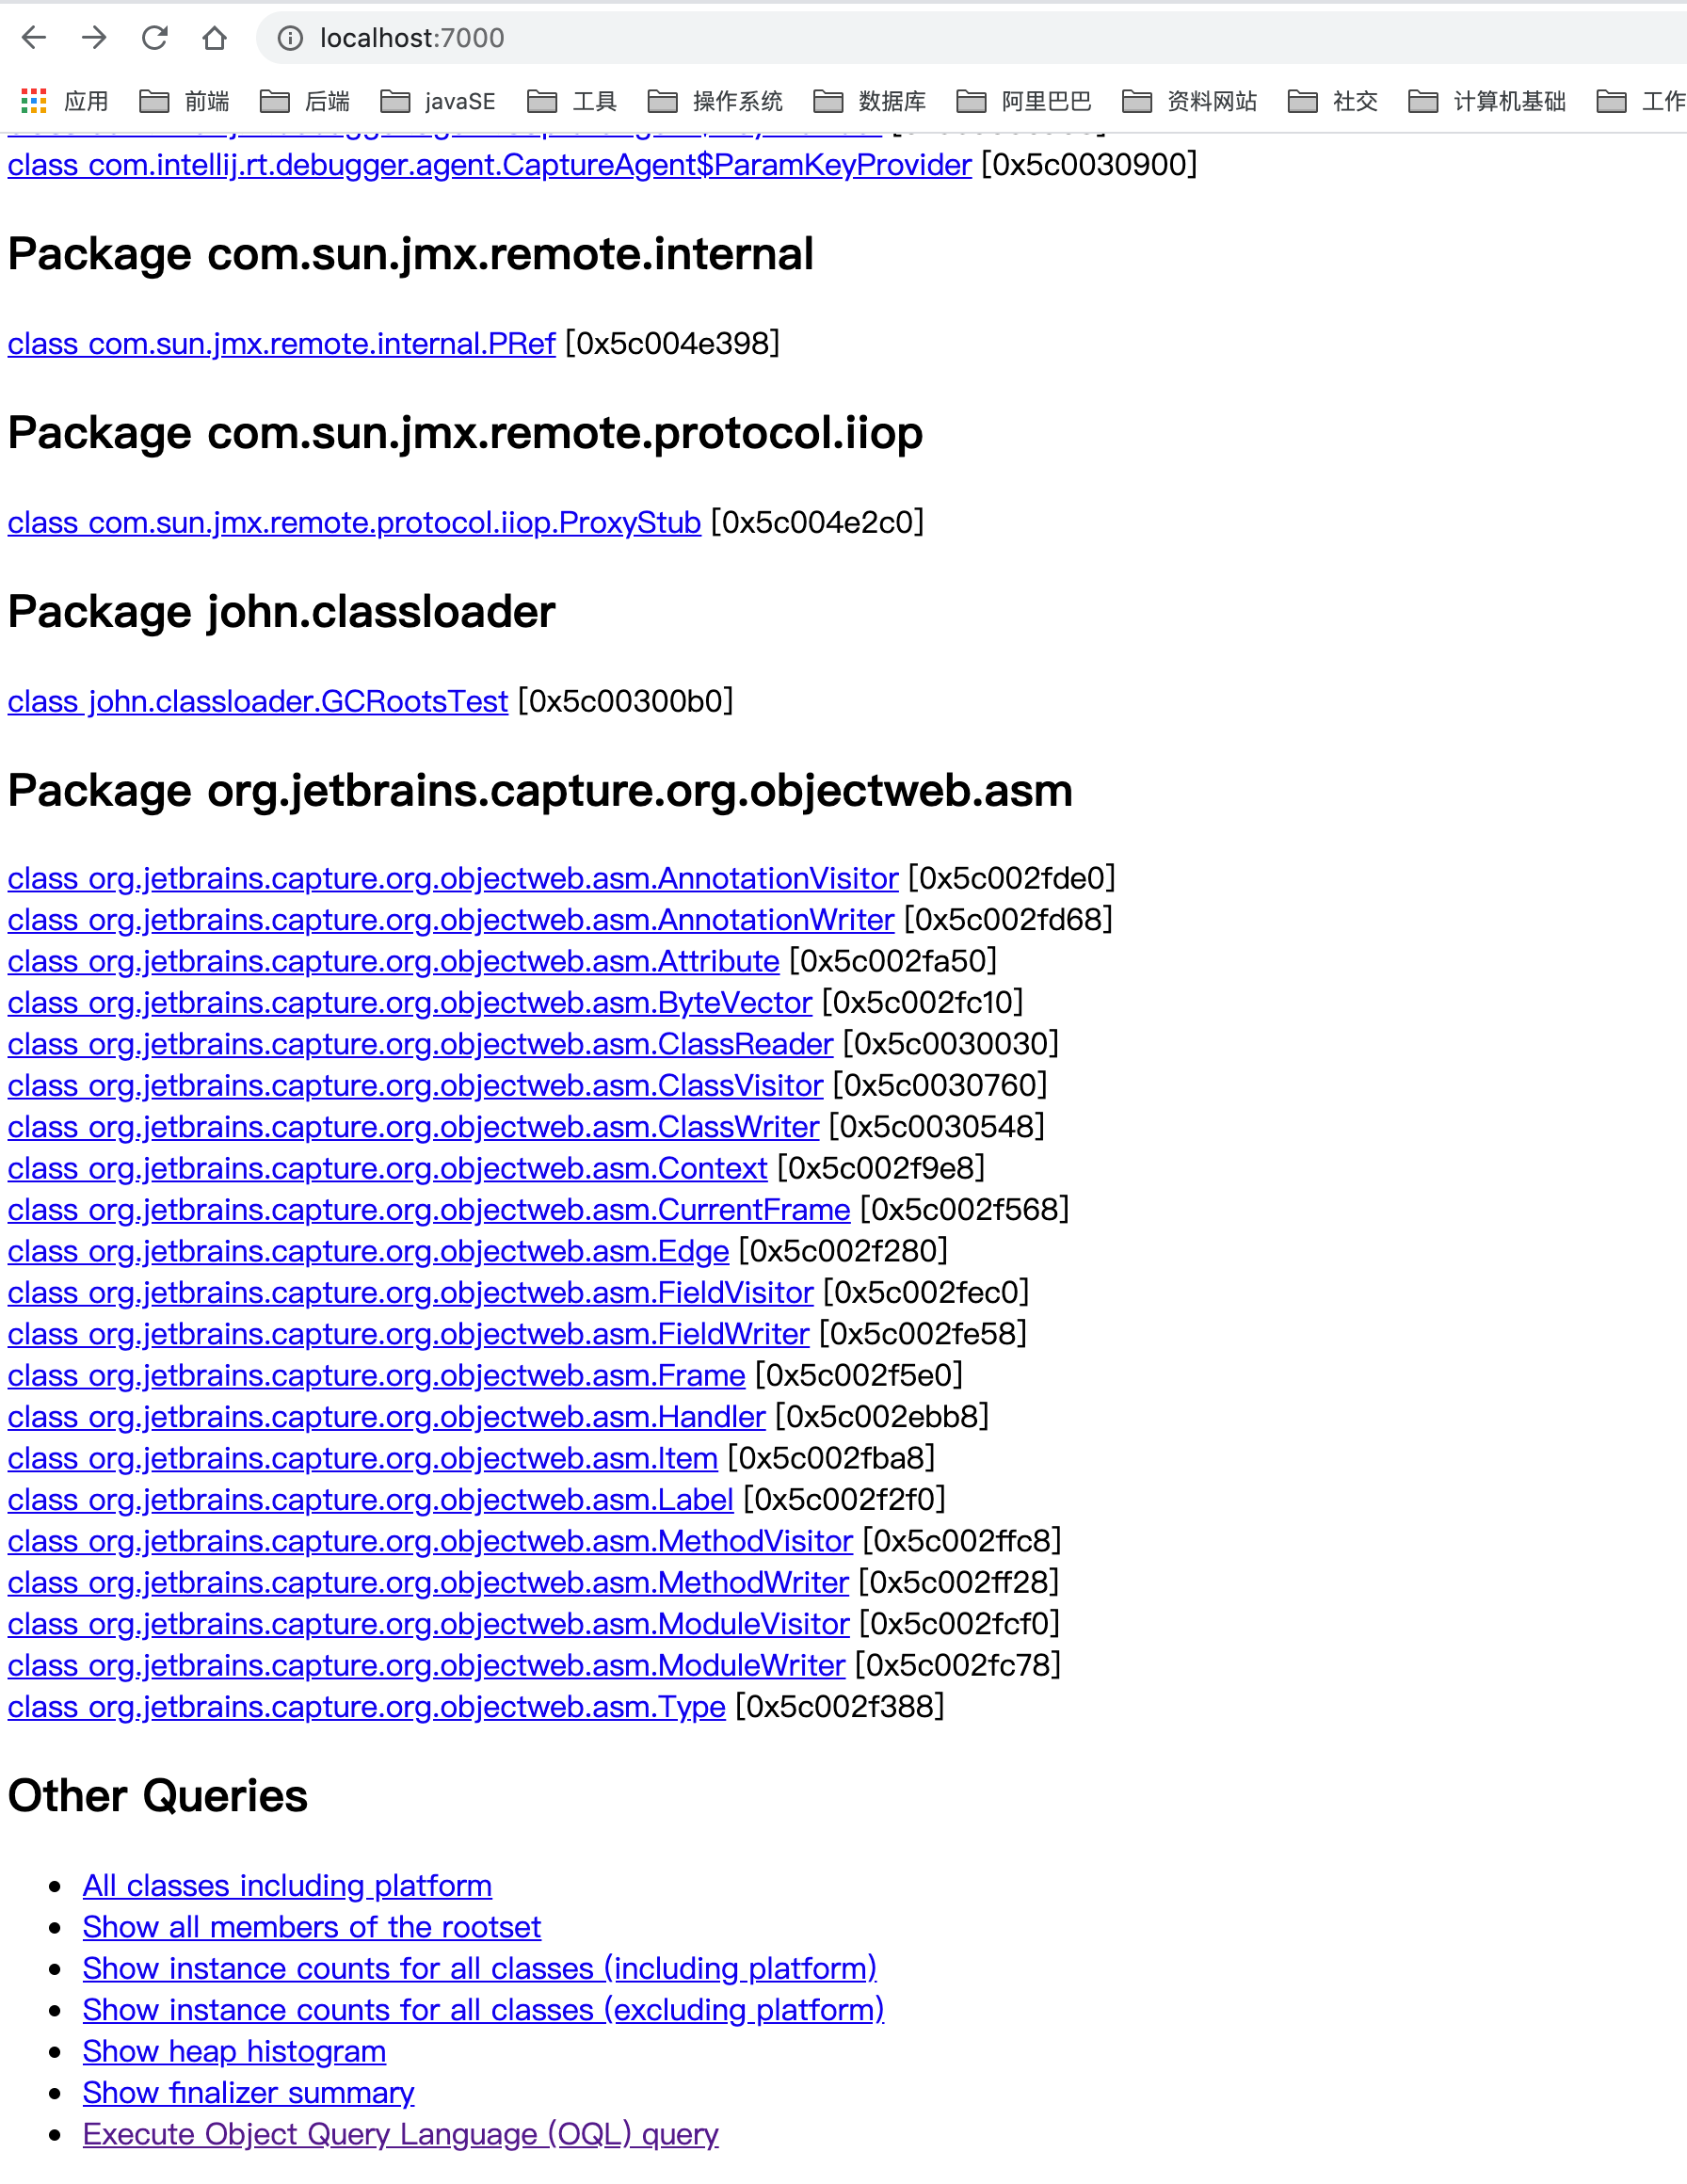 localhost:7000
应用 前端 后端 javaSE 工具 操作系统 数据库 阿里巴巴 资料网站 社交 计算机基础 工作
class com.intellij.rt.debugger.agent.CaptureAgent$ParamKeyProvider [0x5c0030900]
Package com.sun.jmx.remote.internal
class com.sun.jmx.remote.internal.PRef [0x5c004e398]
Package com.sun.jmx.remote.protocol.iiop
class com.sun.jmx.remote.protocol.iiop.ProxyStub [0x5c004e2c0]
Package john.classloader
class john.classloader.GCRootsTest [0x5c00300b0]
Package org.jetbrains.capture.org.objectweb.asm
class org.jetbrains.capture.org.objectweb.asm.AnnotationVisitor [0x5c002fde0]
class org.jetbrains.capture.org.objectweb.asm.AnnotationWriter [0x5c002fd68]
class org.jetbrains.capture.org.objectweb.asm.Attribute [0x5c002fa50]
class org.jetbrains.capture.org.objectweb.asm.ByteVector [0x5c002fc10]
class org.jetbrains.capture.org.objectweb.asm.ClassReader [0x5c0030030]
class org.jetbrains.capture.org.objectweb.asm.ClassVisitor [0x5c0030760]
class org.jetbrains.capture.org.objectweb.asm.ClassWriter [0x5c0030548]
class org.jetbrains.capture.org.objectweb.asm.Context [0x5c002f9e8]
class org.jetbrains.capture.org.objectweb.asm.CurrentFrame [0x5c002f568]
class org.jetbrains.capture.org.objectweb.asm.Edge [0x5c002f280]
class org.jetbrains.capture.org.objectweb.asm.FieldVisitor [0x5c002fec0]
class org.jetbrains.capture.org.objectweb.asm.FieldWriter [0x5c002fe58]
class org.jetbrains.capture.org.objectweb.asm.Frame [0x5c002f5e0]
class org.jetbrains.capture.org.objectweb.asm.Handler [0x5c002ebb8]
class org.jetbrains.capture.org.objectweb.asm.Item [0x5c002fba8]
class org.jetbrains.capture.org.objectweb.asm.Label [0x5c002f2f0]
class org.jetbrains.capture.org.objectweb.asm.MethodVisitor [0x5c002ffc8]
class org.jetbrains.capture.org.objectweb.asm.MethodWriter [0x5c002ff28]
class org.jetbrains.capture.org.objectweb.asm.ModuleVisitor [0x5c002fcf0]
class org.jetbrains.capture.org.objectweb.asm.ModuleWriter [0x5c002fc78]
class org.jetbrains.capture.org.objectweb.asm.Type [0x5c002f388]
Other Queries
All classes including platform
Show all members of the rootset
Show instance counts for all classes (including platform)
Show instance counts for all classes (excluding platform)
Show heap histogram
Show finalizer summary
Execute Object Query Language (OQL) query